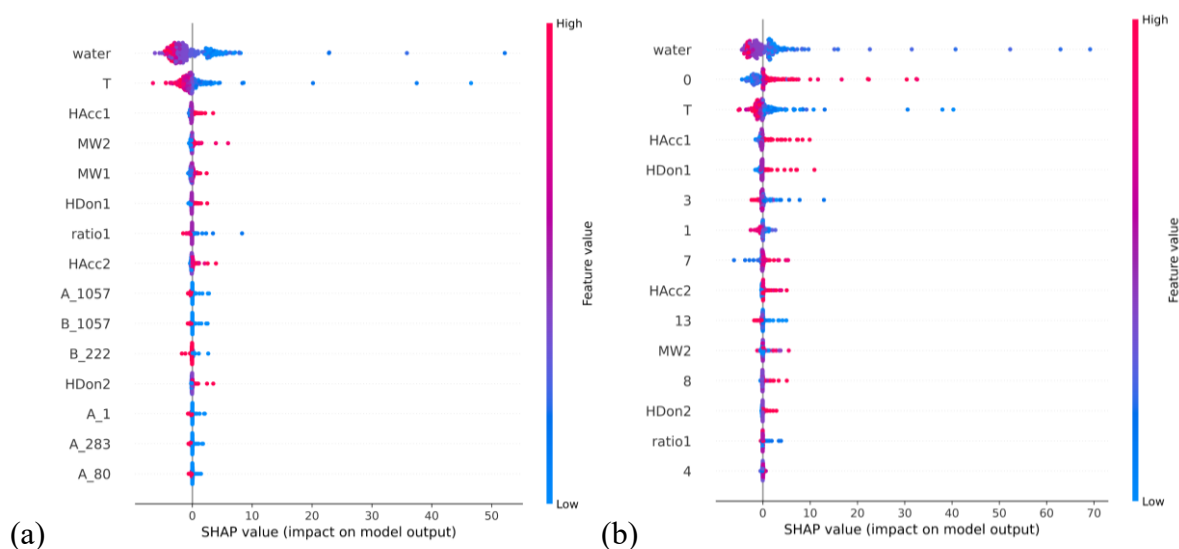 High
water
T
HAcc1
MW2
MW1
HDon1
ratio1
HAcc2
A_1057
B_1057
B_222
HDon2
A_1
A_283
A_80
Low
Feature value
0 10 20 30 40 50
SHAP value (impact on model output)
(a)
High
water
0
T
HAcc1
HDon1
3
1
7
HAcc2
13
MW2
8
HDon2
ratio1
4
Low
Feature value
0 10 20 30 40 50 60 70
SHAP value (impact on model output)
(b)